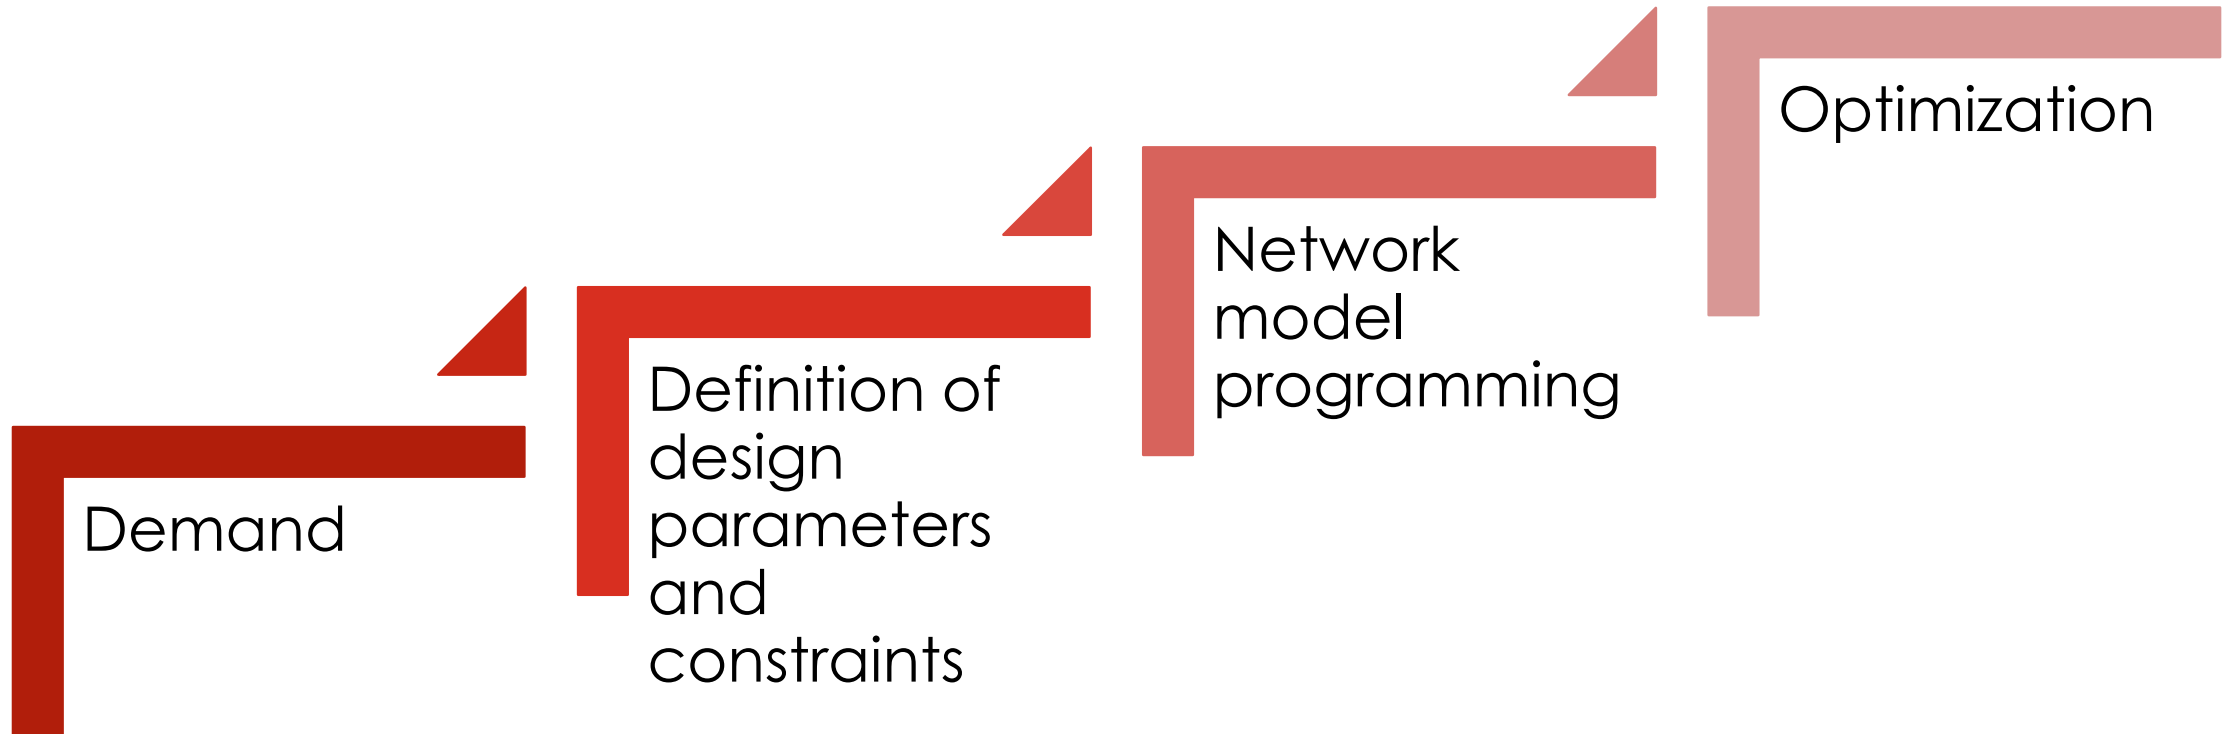 Demand
Definition of
design
parameters
and
constraints
Network
model
programming
Optimization